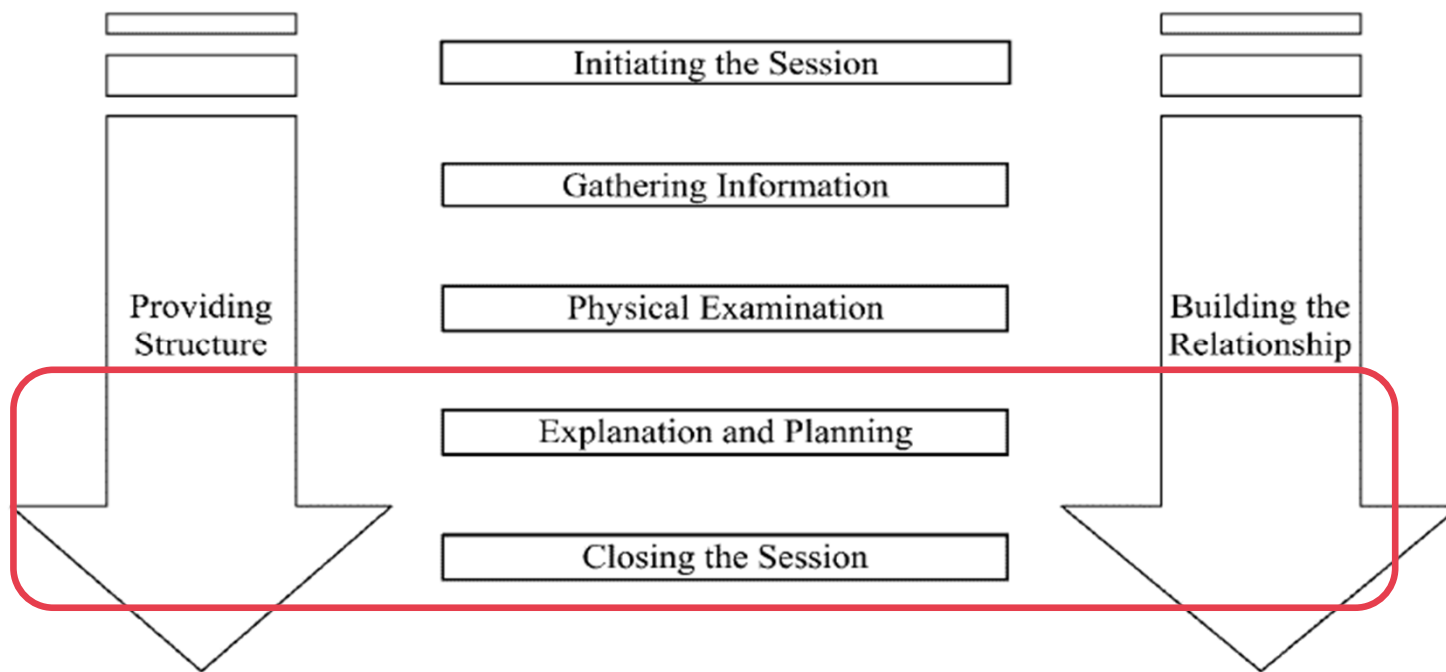 Initiating the Session
Gathering Information
Physical Examination
Providing
Structure
Building the
Relationship
Explanation and Planning
Closing the Session